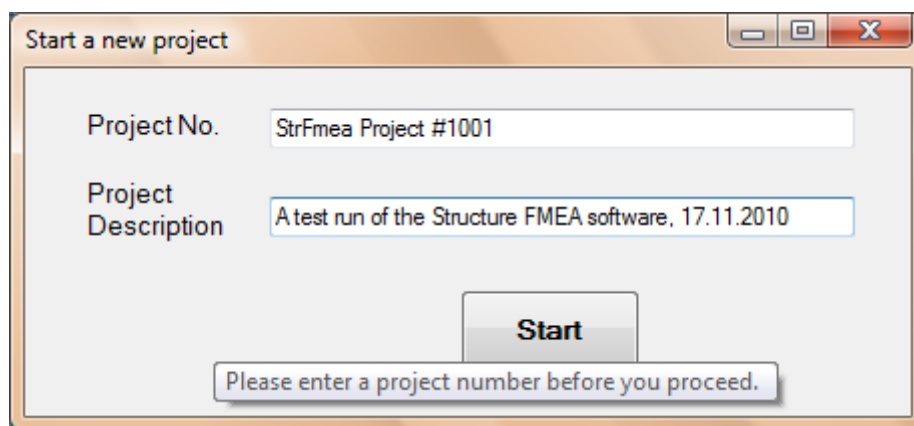 Start a new project
Project No.
StrFmea Project #1001
Project
Description
A test run of the Structure FMEA software, 17.11.2010
Start
Please enter a project number before you proceed.